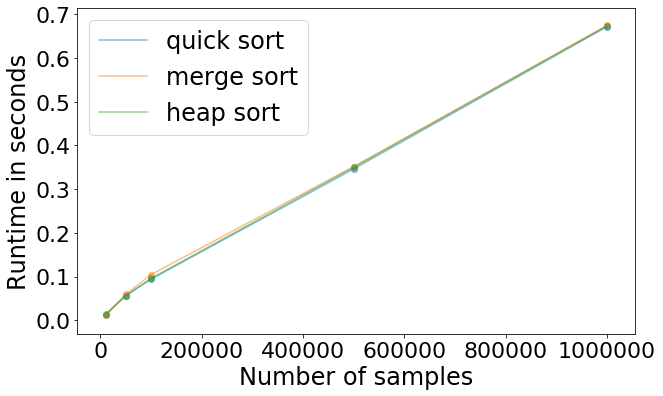 0.7
0.6
0.5
0.4
0.3
0.2
0.1
0.0
Runtime in seconds
quick sort
merge sort
heap sort
0 200000 400000 600000 800000 1000000
Number of samples